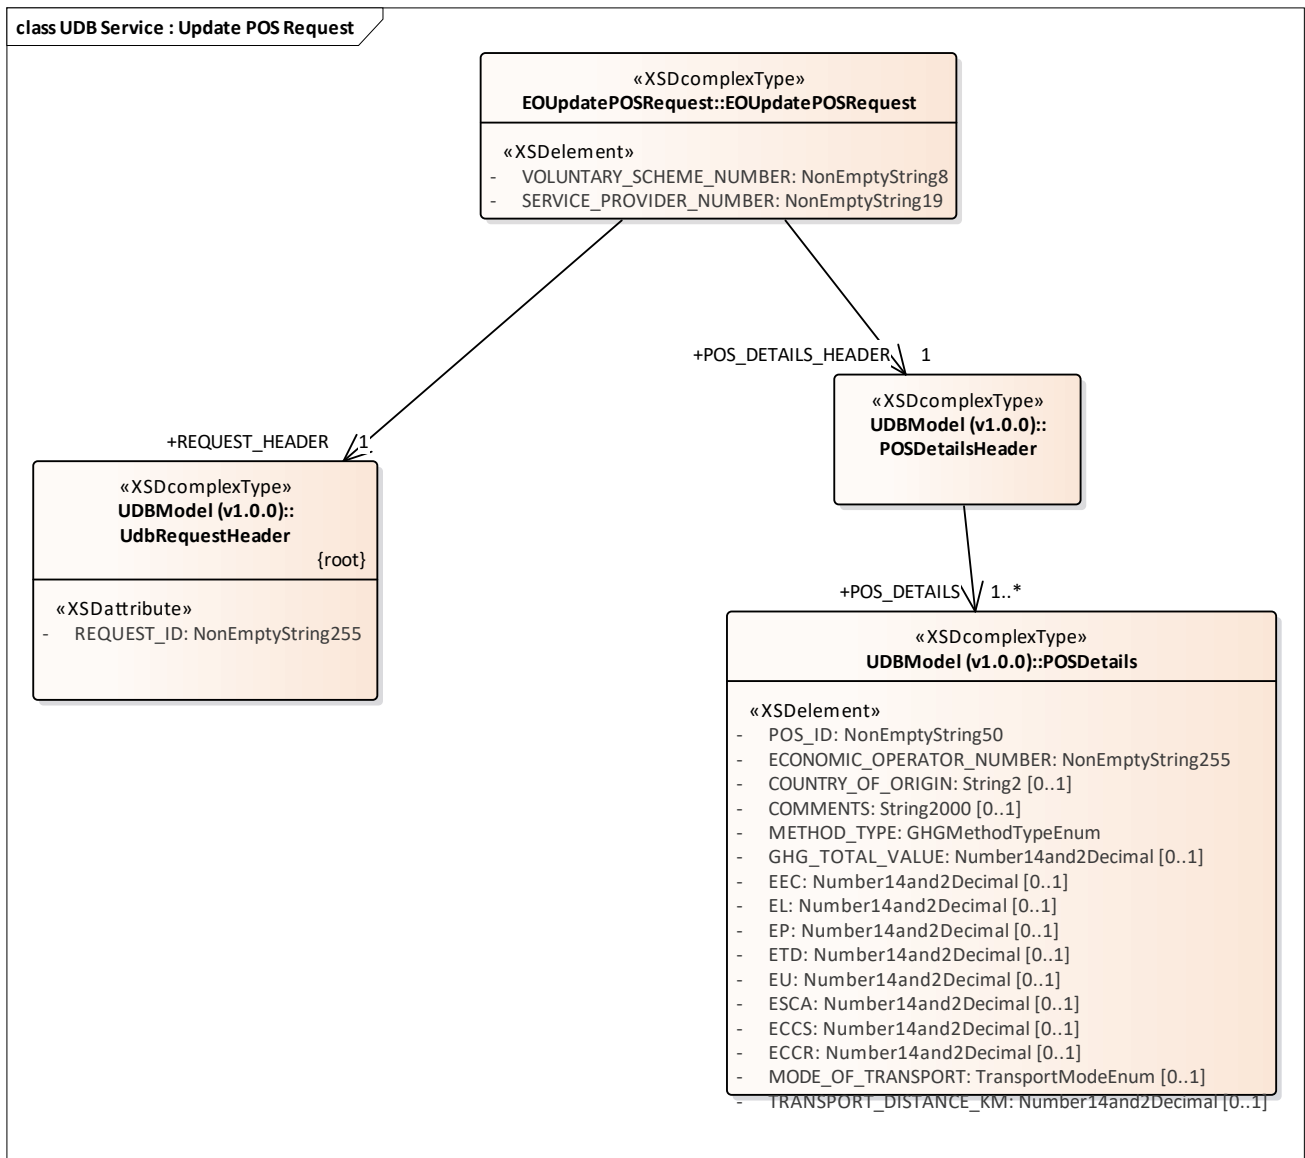 class UDB Service : Update POS Request
«XSDcomplexType»
EOUpdatePOSRequest::EOUpdatePOSRequest
«XSDelement»
- VOLUNTARY_SCHEME_NUMBER: NonEmptyString8
- SERVICE_PROVIDER_NUMBER: NonEmptyString19
+POS_DETAILS_HEADER 1
«XSDcomplexType»
UDBModel (v1.0.0)::
POSDetailsHeader
+REQUEST_HEADER 1
«XSDcomplexType»
UDBModel (v1.0.0)::
UdbRequestHeader
{root}
«XSDattribute»
- REQUEST_ID: NonEmptyString255
+POS_DETAILS 1..*
«XSDcomplexType»
UDBModel (v1.0.0)::POSDetails
«XSDelement»
- POS_ID: NonEmptyString50
- ECONOMIC_OPERATOR_NUMBER: NonEmptyString255
- COUNTRY_OF_ORIGIN: String2 [0..1]
- COMMENTS: String2000 [0..1]
- METHOD_TYPE: GHGMethodTypeEnum
- GHG_TOTAL_VALUE: Number14and2Decimal [0..1]
- EEC: Number14and2Decimal [0..1]
- EL: Number14and2Decimal [0..1]
- EP: Number14and2Decimal [0..1]
- ETD: Number14and2Decimal [0..1]
- EU: Number14and2Decimal [0..1]
- ESCA: Number14and2Decimal [0..1]
- ECCS: Number14and2Decimal [0..1]
- ECCR: Number14and2Decimal [0..1]
- MODE_OF_TRANSPORT: TransportModeEnum [0..1]
- TRANSPORT_DISTANCE_KM: Number14and2Decimal [0..1]